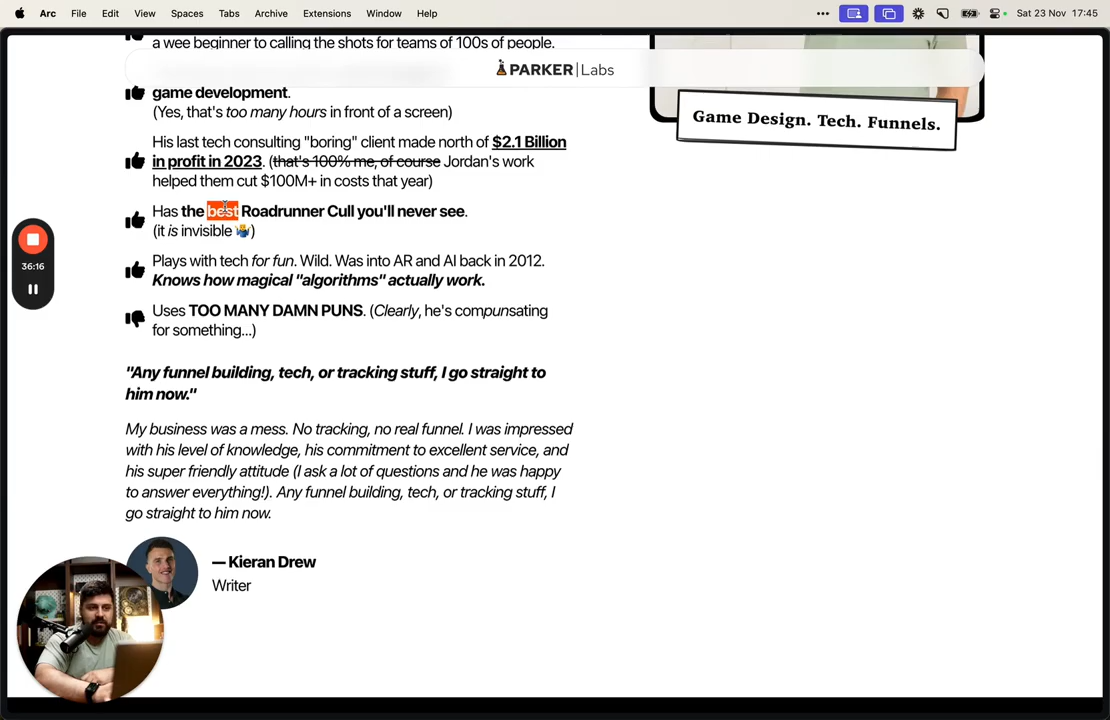 Arc File Edit View Spaces Tabs Archive Extensions Window Help Sat 23 Nov 17:45
a wee beginner to calling the shots for teams of 100s of people.
PARKER|Labs
game development.
(Yes, that's too many hours in front of a screen)
Game Design. Tech. Funnels.
His last tech consulting "boring" client made north of $2.1 Billion
in profit in 2023. (that's 100% me, of course Jordan's work
helped them cut $100M+ in costs that year)
Has the best Roadrunner Cull you'll never see.
(it is invisible 🤷)
36:16
Plays with tech for fun. Wild. Was into AR and AI back in 2012.
Knows how magical "algorithms" actually work.
Uses TOO MANY DAMN PUNS. (Clearly, he's compunsating
for something...)
"Any funnel building, tech, or tracking stuff, I go straight to
him now."
My business was a mess. No tracking, no real funnel. I was impressed
with his level of knowledge, his commitment to excellent service, and
his super friendly attitude (I ask a lot of questions and he was happy
to answer everything!). Any funnel building, tech, or tracking stuff, I
go straight to him now.
— Kieran Drew
Writer